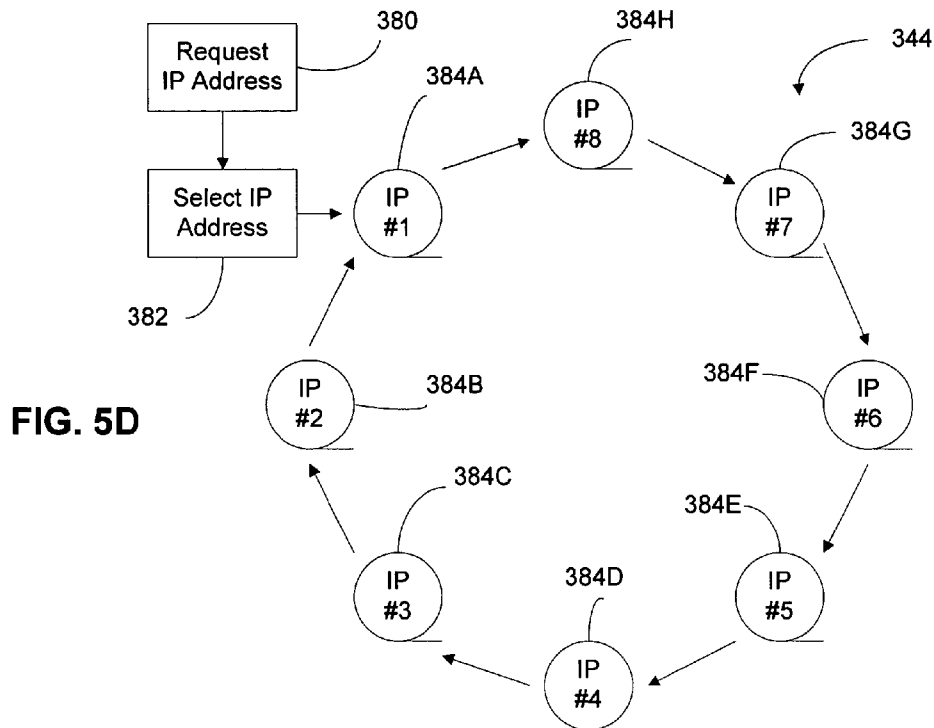 Request
IP Address
380
384H
344
384A
IP
#8
384G
Select IP
Address
IP
#1
IP
#7
382
IP
#2
384B
384F
IP
#6
FIG. 5D
384C
384E
IP
#3
384D
IP
#5
IP
#4